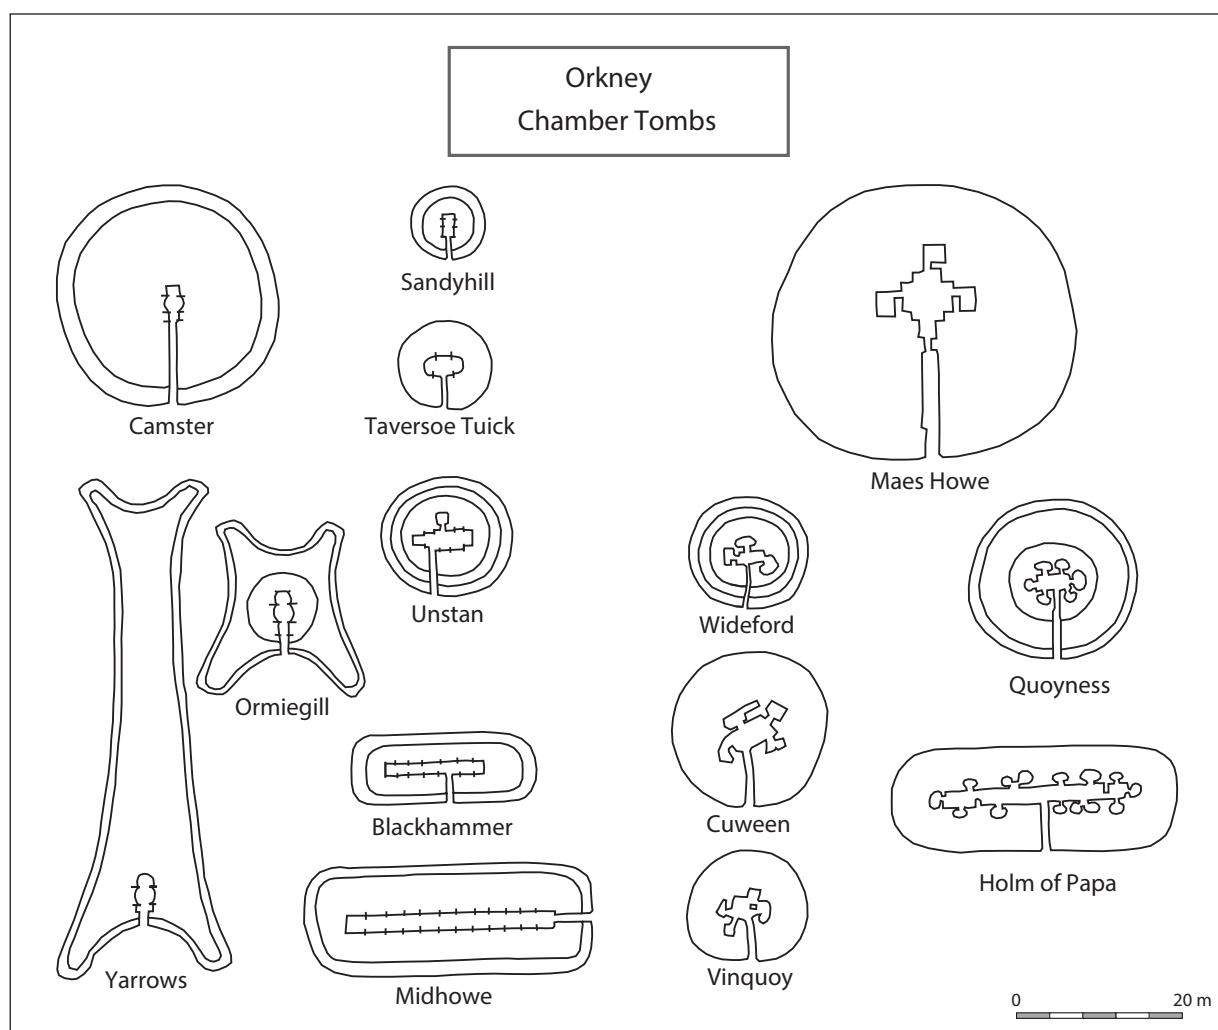 Orkney
Chamber Tombs
Sandyhill
Camster
Taversoe Tuick
Maes Howe
Unstan
Wideford
Quoyness
Ormiegill
Blackhammer
Cuween
Holm of Papa
Yarrows
Midhowe
Vinquoy
0 20 m